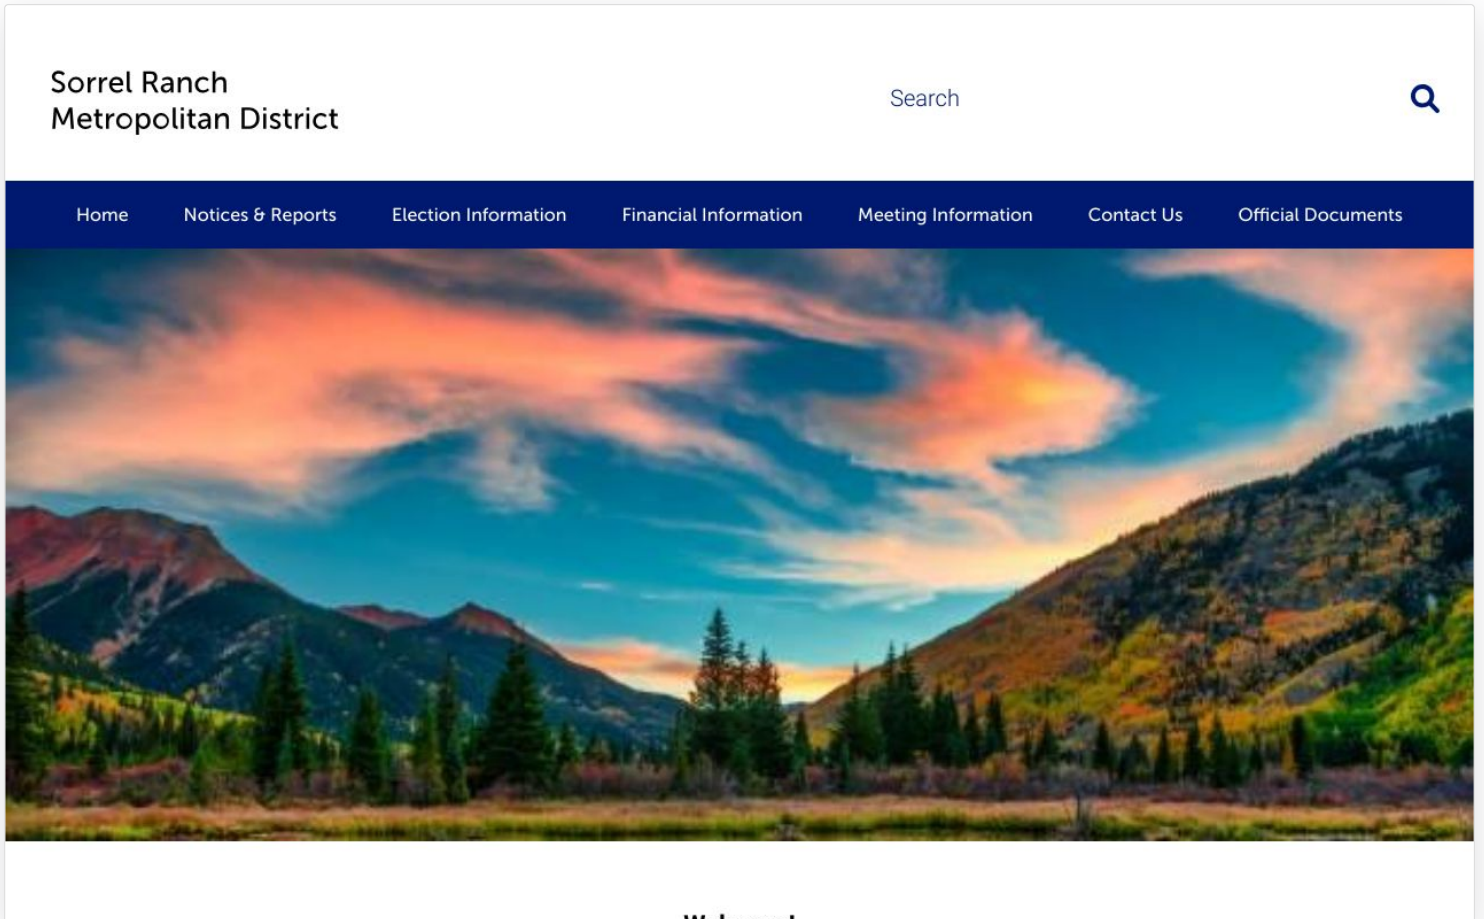 Sorrel Ranch
Metropolitan District
Search
Home Notices & Reports Election Information Financial Information Meeting Information Contact Us Official Documents